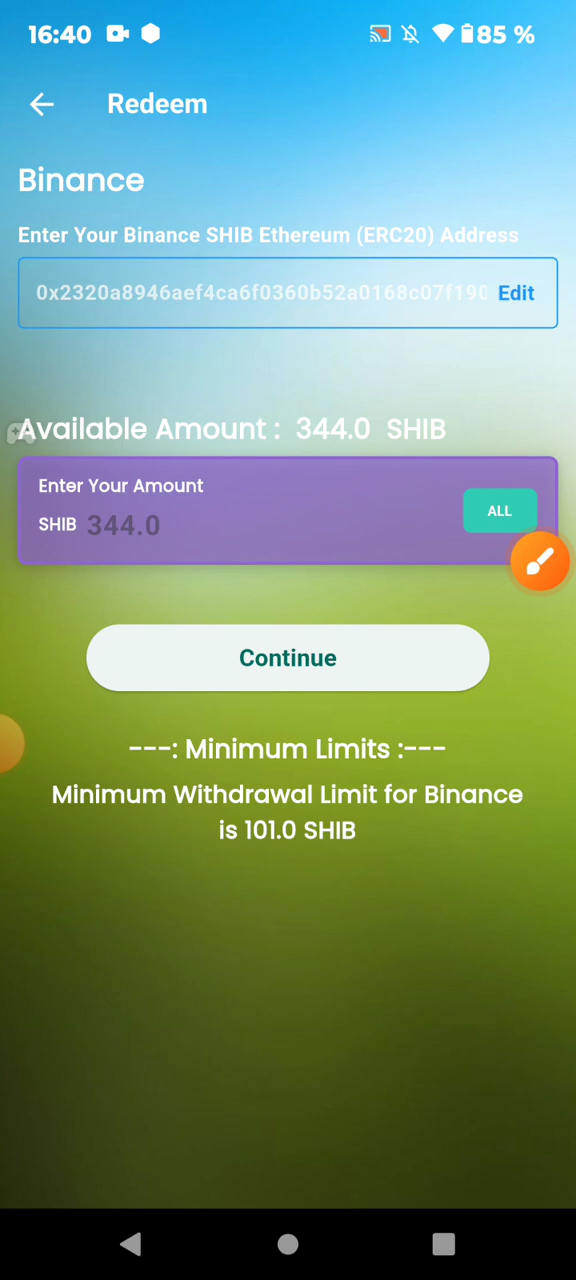 16:40
85 %
Redeem
Binance
Enter Your Binance SHIB Ethereum (ERC20) Address
0x2320a8946aef4ca6f0360b52a0168c07f190
Edit
Available Amount : 344.0 SHIB
Enter Your Amount
SHIB 344.0
ALL
Continue
---: Minimum Limits :---
Minimum Withdrawal Limit for Binance
is 101.0 SHIB